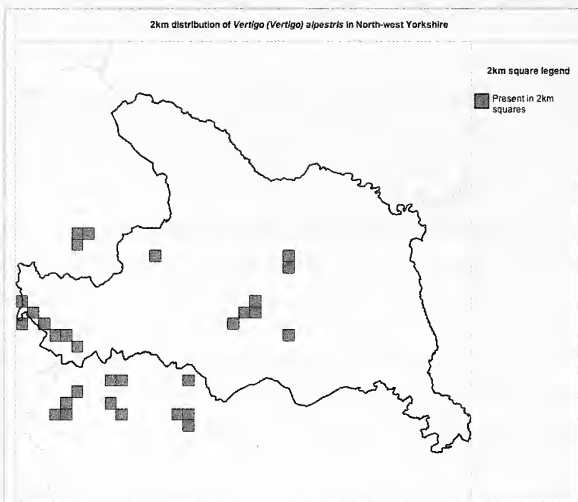 2km distribution of Vertigo (Vertigo) alpestris in North-west Yorkshire
2km square legend
Present in 2km
squares